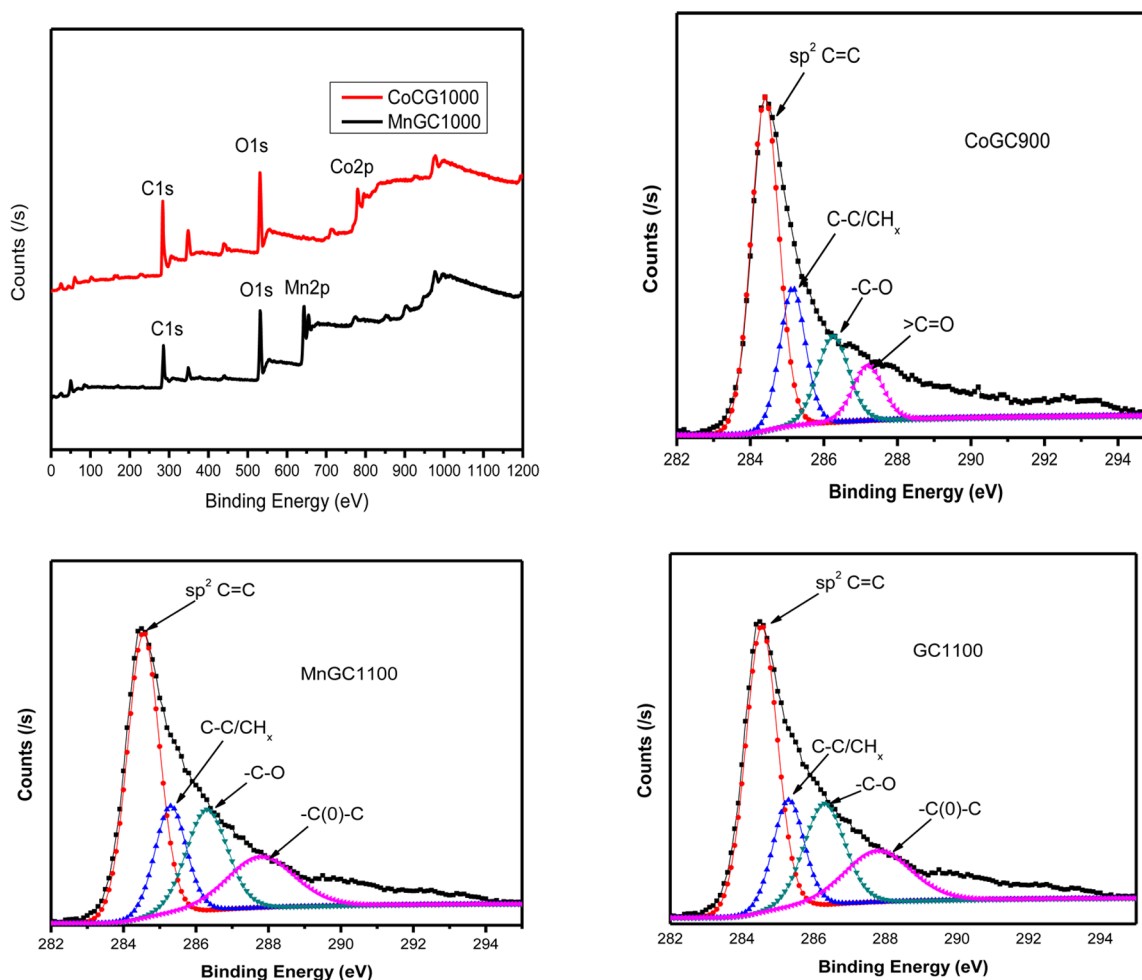 CoCG1000
MnGC1000
O1s
Co2p
C1s
O1s
Mn2p
C1s
Counts (/s)
0 100 200 300 400 500 600 700 800 900 1000 1100 1200
Binding Energy (eV)
sp² C=C
CoGC900
C-C/CHₓ
-C-O
>C=O
Counts (/s)
282 284 286 288 290 292 294
Binding Energy (eV)
sp² C=C
MnGC1100
C-C/CHₓ
-C-O
-C(0)-C
Counts (/s)
282 284 286 288 290 292 294
Binding Energy (eV)
sp² C=C
GC1100
C-C/CHₓ
-C-O
-C(0)-C
Counts (/s)
282 284 286 288 290 292 294
Binding Energy (eV)